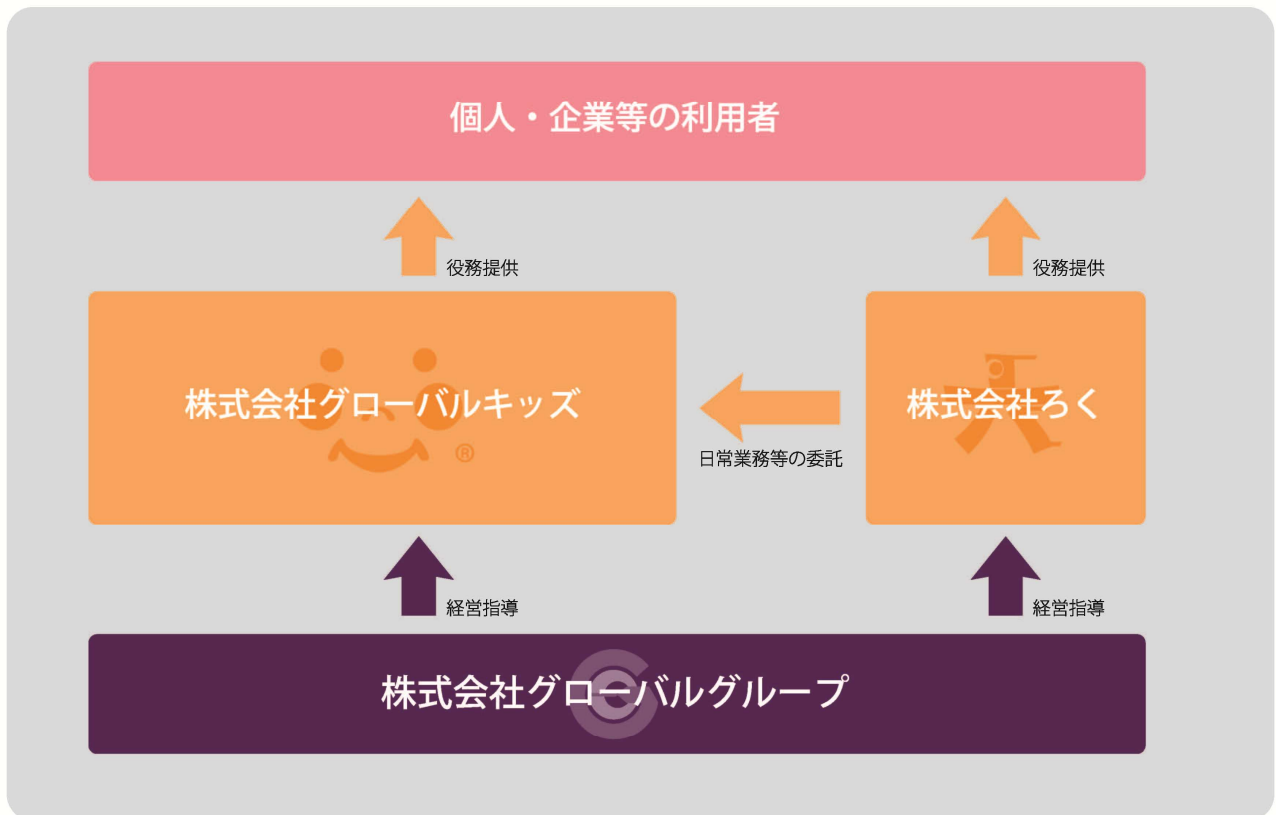 個人・企業等の利用者
役務提供
役務提供
株式会社グローバルキッズ
®
株式会社ろく
日常業務等の委託
経営指導
経営指導
株式会社グローバルグループ